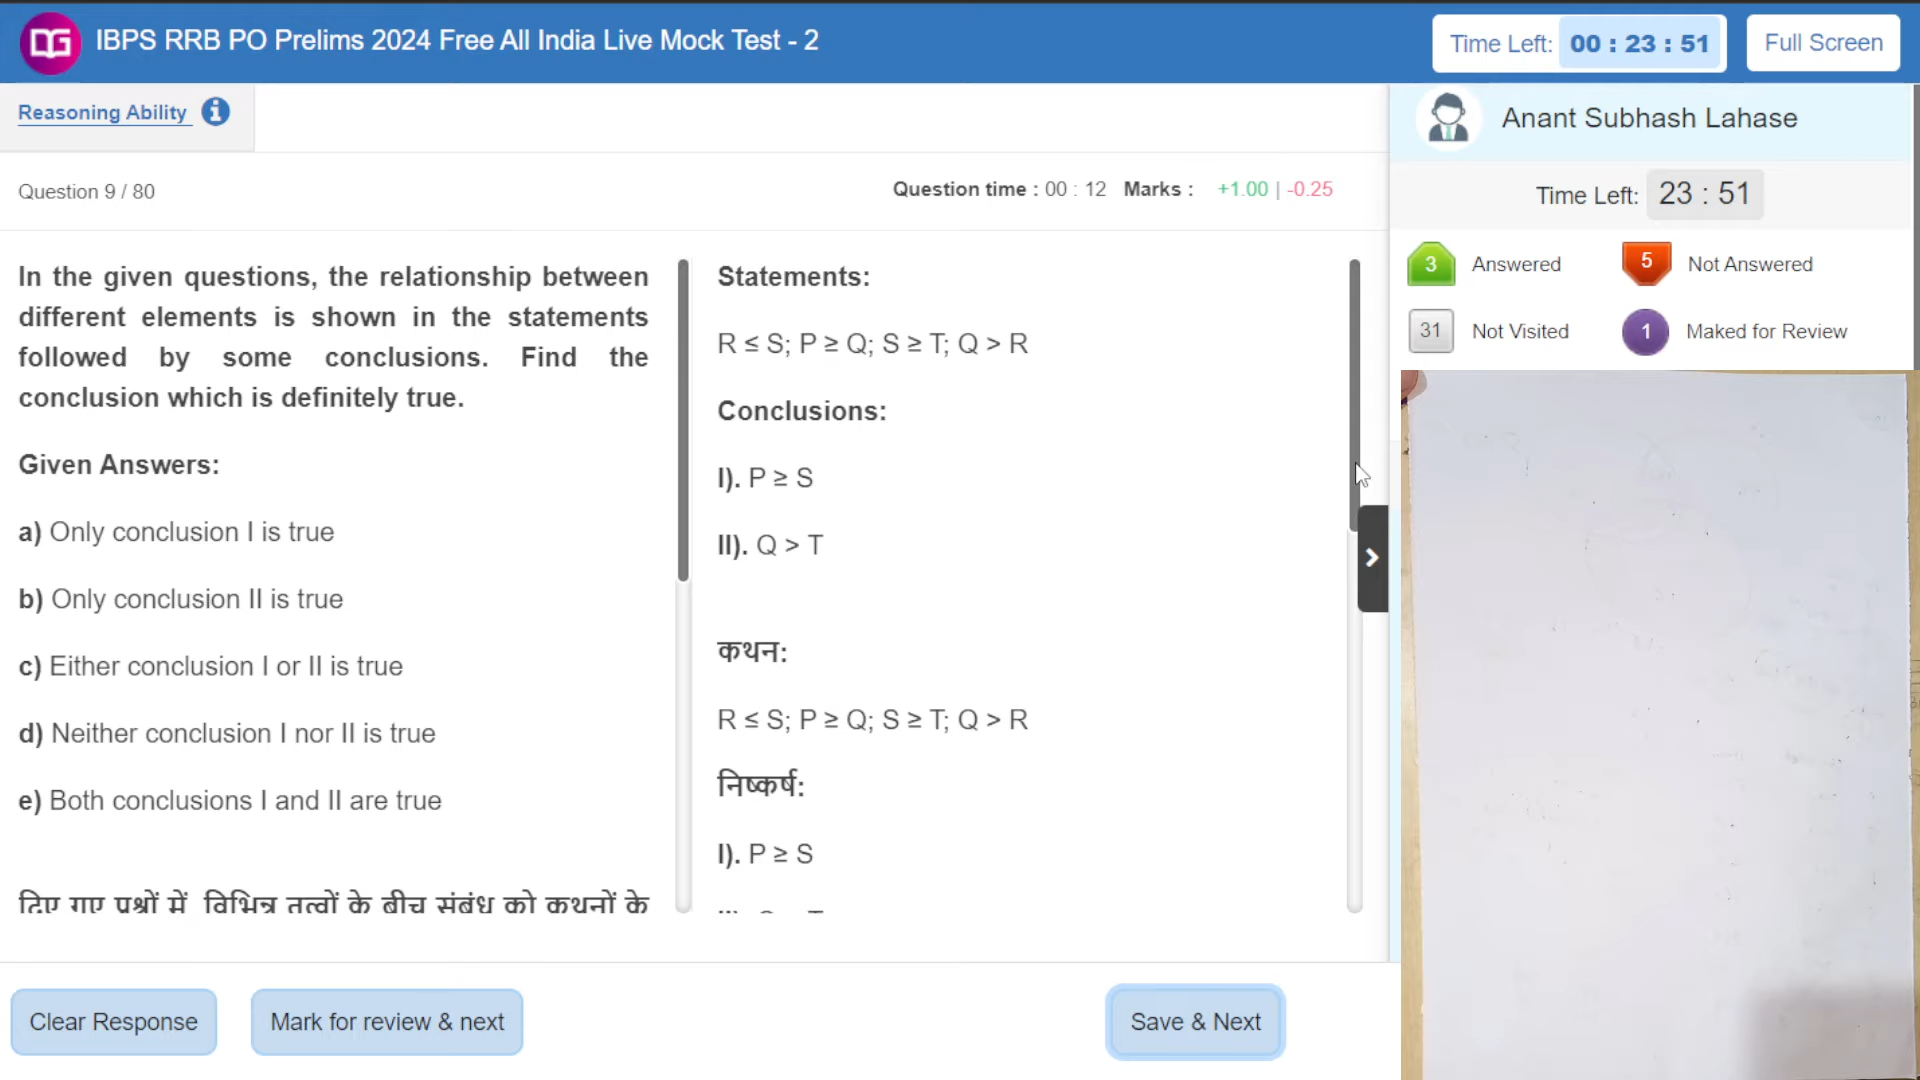 DG
IBPS RRB PO Prelims 2024 Free All India Live Mock Test - 2
Time Left: 00 : 23 : 51
Full Screen
Reasoning Ability
Anant Subhash Lahase
Question 9 / 80
Question time : 00 : 12 Marks : +1.00 | -0.25
Time Left: 23 : 51
3 Answered
5 Not Answered
31 Not Visited
1 Maked for Review
In the given questions, the relationship between
different elements is shown in the statements
followed by some conclusions. Find the
conclusion which is definitely true.
Given Answers:
a) Only conclusion I is true
b) Only conclusion II is true
c) Either conclusion I or II is true
d) Neither conclusion I nor II is true
e) Both conclusions I and II are true
दिए गए प्रश्नों में विभिन्न तत्वों के बीच संबंध को कथनों के
Statements:
R ≤ S; P ≥ Q; S ≥ T; Q > R
Conclusions:
I). P ≥ S
II). Q > T
कथन:
R ≤ S; P ≥ Q; S ≥ T; Q > R
निष्कर्ष:
I). P ≥ S
Clear Response
Mark for review & next
Save & Next